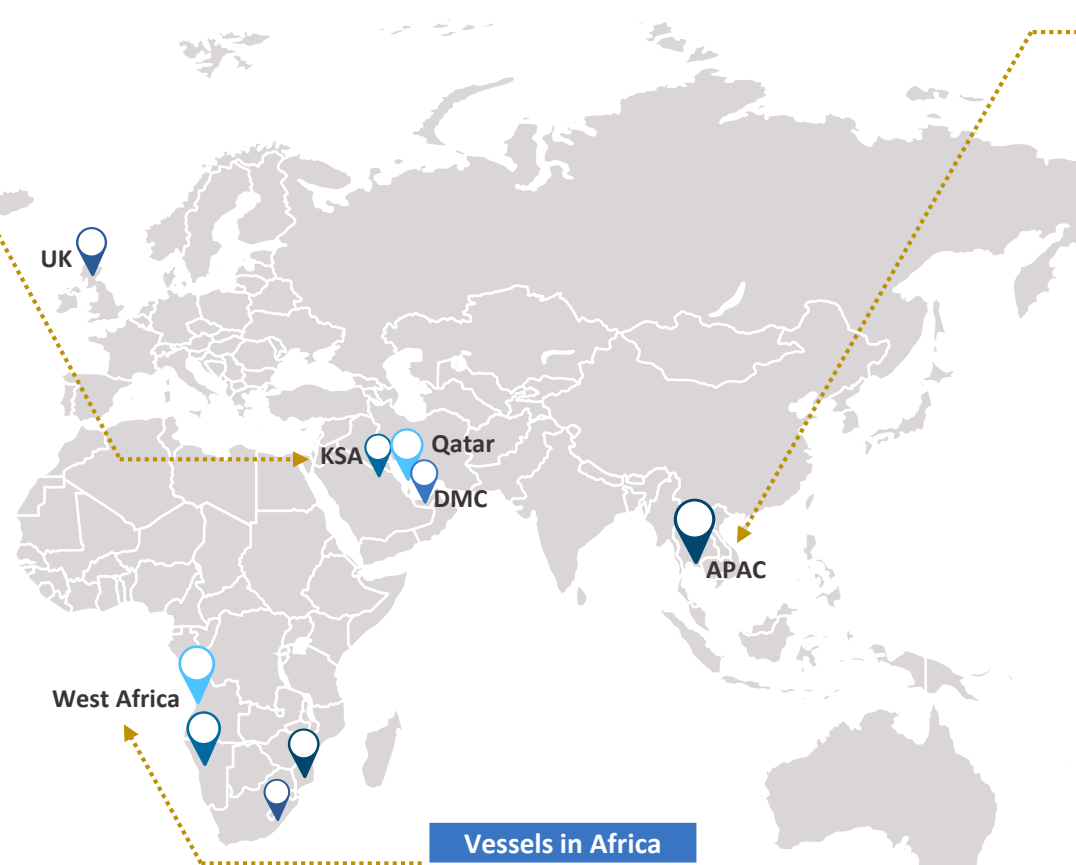 UK
Qatar
KSA
DMC
APAC
West Africa
Vessels in Africa